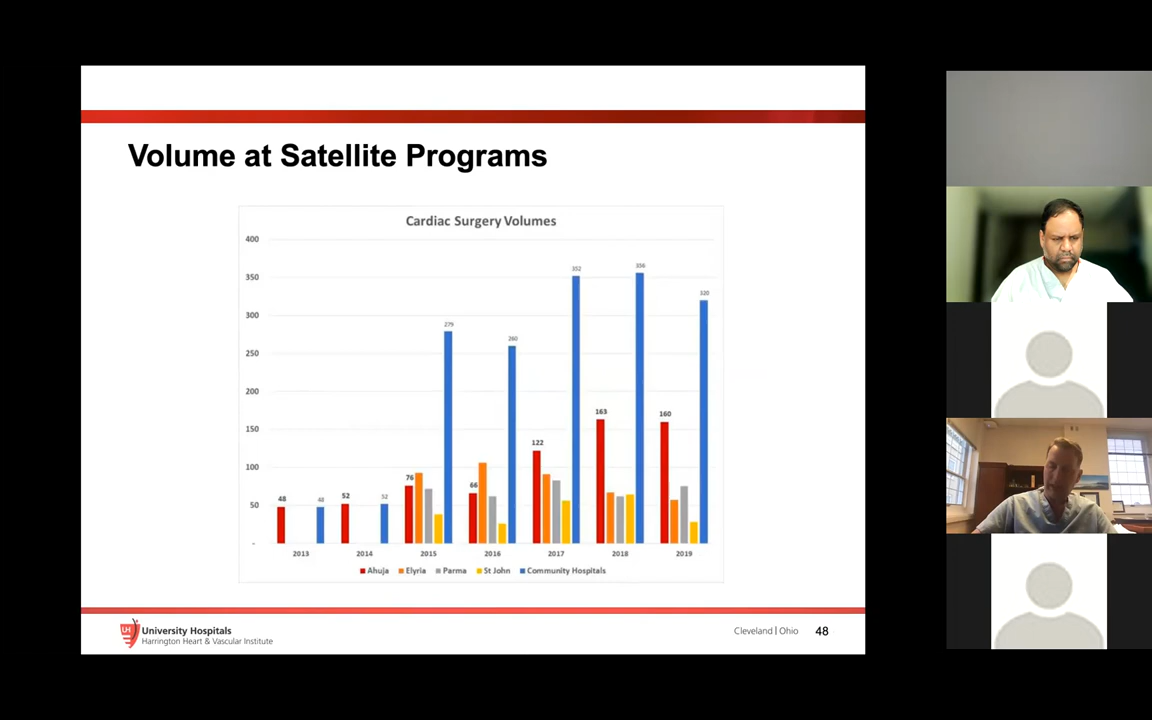 Volume at Satellite Programs
Cardiac Surgery Volumes
400
350
300
250
200
150
100
50
-
48
48
52
52
76
279
66
260
122
352
163
356
160
320
2013
2014
2015
2016
2017
2018
2019
Ahuja
Elyria
Parma
St John
Community Hospitals
UH
University Hospitals
Harrington Heart & Vascular Institute
Cleveland | Ohio
48